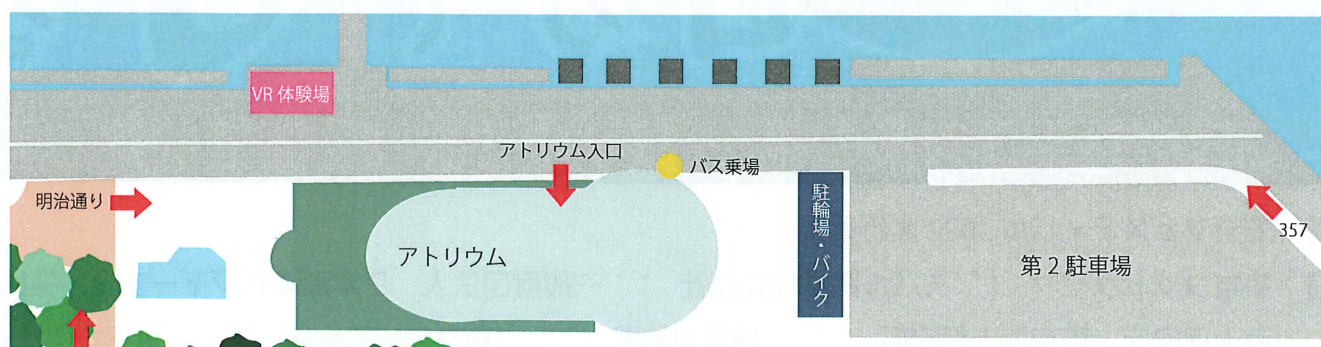 VR 体験場
アトリウム入口
バス乗場
明治通り
アトリウム
駐輪場・バイク
第２駐車場
357